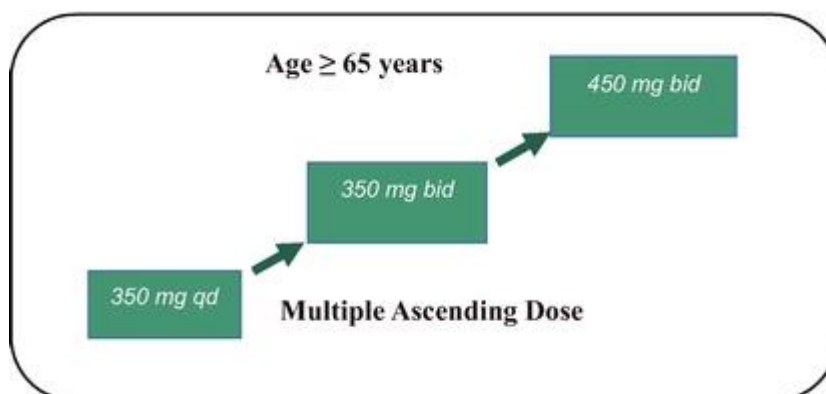 Age ≥ 65 years
450 mg bid
350 mg bid
350 mg qd
Multiple Ascending Dose